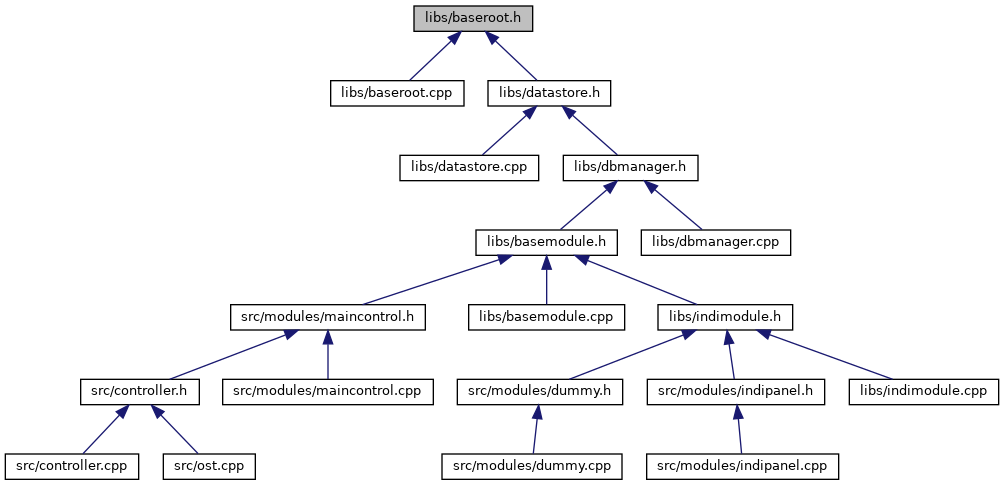 libs/baseroot.h
libs/baseroot.cpp
libs/datastore.h
libs/datastore.cpp
libs/dbmanager.h
libs/basemodule.h
libs/dbmanager.cpp
src/modules/maincontrol.h
libs/basemodule.cpp
libs/indimodule.h
src/controller.h
src/modules/maincontrol.cpp
src/modules/dummy.h
src/modules/indipanel.h
libs/indimodule.cpp
src/controller.cpp
src/ost.cpp
src/modules/dummy.cpp
src/modules/indipanel.cpp